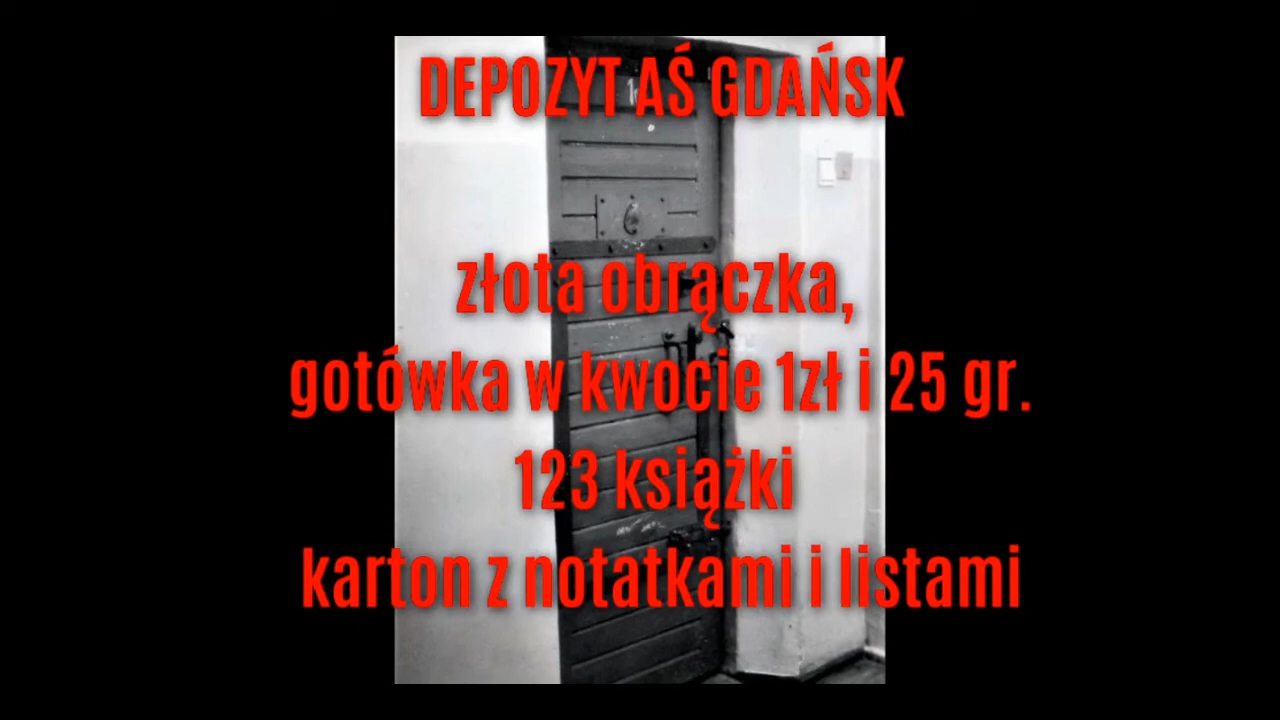 DEPOZYT AŚ GDAŃSK
złota obrączka,
gotówka w kwocie 1zł i 25 gr.
123 książki
karton z notatkami i listami